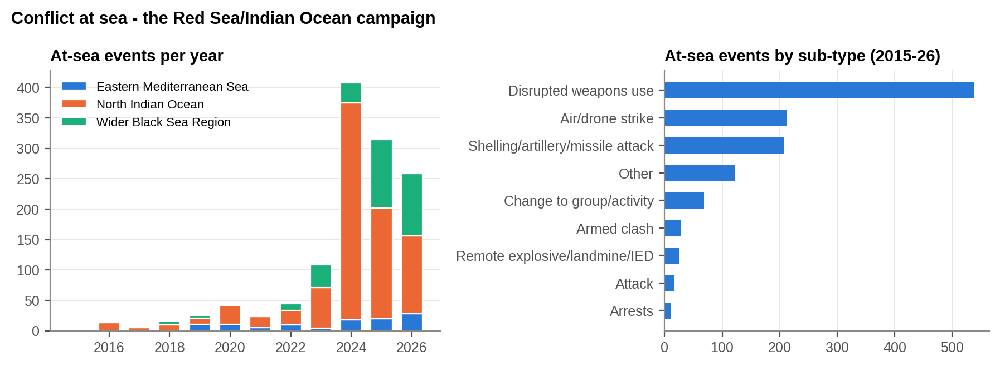 Conflict at sea - the Red Sea/Indian Ocean campaign
At-sea events per year
400
350
300
250
200
150
100
50
0
Eastern Mediterranean Sea
North Indian Ocean
Wider Black Sea Region
2016 2018 2020 2022 2024 2026
At-sea events by sub-type (2015-26)
Disrupted weapons use
Air/drone strike
Shelling/artillery/missile attack
Other
Change to group/activity
Armed clash
Remote explosive/landmine/IED
Attack
Arrests
0 100 200 300 400 500